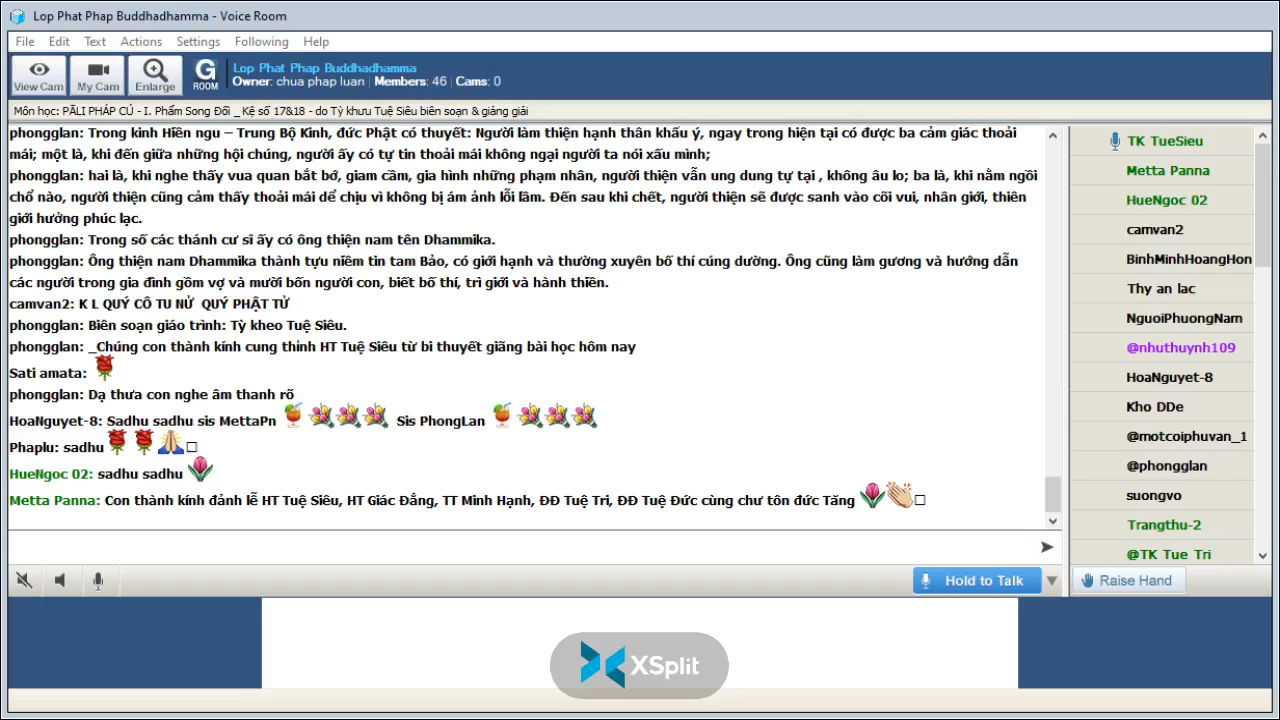 Lop Phat Phap Buddhadhamma - Voice Room
File Edit Text Actions Settings Following Help
View Cam My Cam Enlarge G ROOM
Lop Phat Phap Buddhadhamma
Owner: chua phap luan | Members: 46 | Cams: 0
Môn học: PĀLI PHÁP CÚ - I. Phẩm Song Đối _ Kệ số 17&18 - do Tỳ khưu Tuệ Siêu biên soạn & giảng giải
phongglan: Trong kinh Hiền ngu – Trung Bộ Kinh, đức Phật có thuyết: Người làm thiện hạnh thân khẩu ý, ngay trong hiện tại có được ba cảm giác thoải
mái; một là, khi đến giữa những hội chúng, người ấy có tự tin thoải mái không ngại người ta nói xấu mình;
phongglan: hai là, khi nghe thấy vua quan bắt bớ, giam cầm, gia hình những phạm nhân, người thiện vẫn ung dung tự tại , không âu lo; ba là, khi nằm ngồi
chổ nào, người thiện cũng cảm thấy thoải mái dể chịu vì không bị ám ảnh lỗi lầm. Đến sau khi chết, người thiện sẽ được sanh vào cõi vui, nhân giới, thiên
giới hưởng phúc lạc.
phongglan: Trong số các thánh cư sĩ ấy có ông thiện nam tên Dhammika.
phongglan: Ông thiện nam Dhammika thành tựu niềm tin tam Bảo, có giới hạnh và thường xuyên bố thí cúng dường. Ông cũng làm gương và hướng dẫn
các người trong gia đình gồm vợ và mười bốn người con, biết bố thí, trì giới và hành thiền.
camvan2: K L QUÝ CÔ TU NỬ QUÝ PHẬT TỬ
phongglan: Biên soạn giáo trình: Tỳ kheo Tuệ Siêu.
phongglan: _Chúng con thành kính cung thỉnh HT Tuệ Siêu từ bi thuyết giãng bài học hôm nay
Sati amata:
phongglan: Dạ thưa con nghe âm thanh rõ
HoaNguyet-8: Sadhu sadhu sis MettaPn Sis PhongLan
Phaplu: sadhu
HueNgoc 02: sadhu sadhu
Metta Panna: Con thành kính đảnh lễ HT Tuệ Siêu, HT Giác Đẳng, TT Minh Hạnh, ĐĐ Tuệ Tri, ĐĐ Tuệ Đức cùng chư tôn đức Tăng
TK TueSieu
Metta Panna
HueNgoc 02
camvan2
BinhMinhHoangHon
Thy an lac
NguoiPhuongNam
@nhuthuynh109
HoaNguyet-8
Kho DDe
@motcoiphuvan_1
@phongglan
suongvo
Trangthu-2
@TK Tue Tri
Hold to Talk
Raise Hand
XSplit